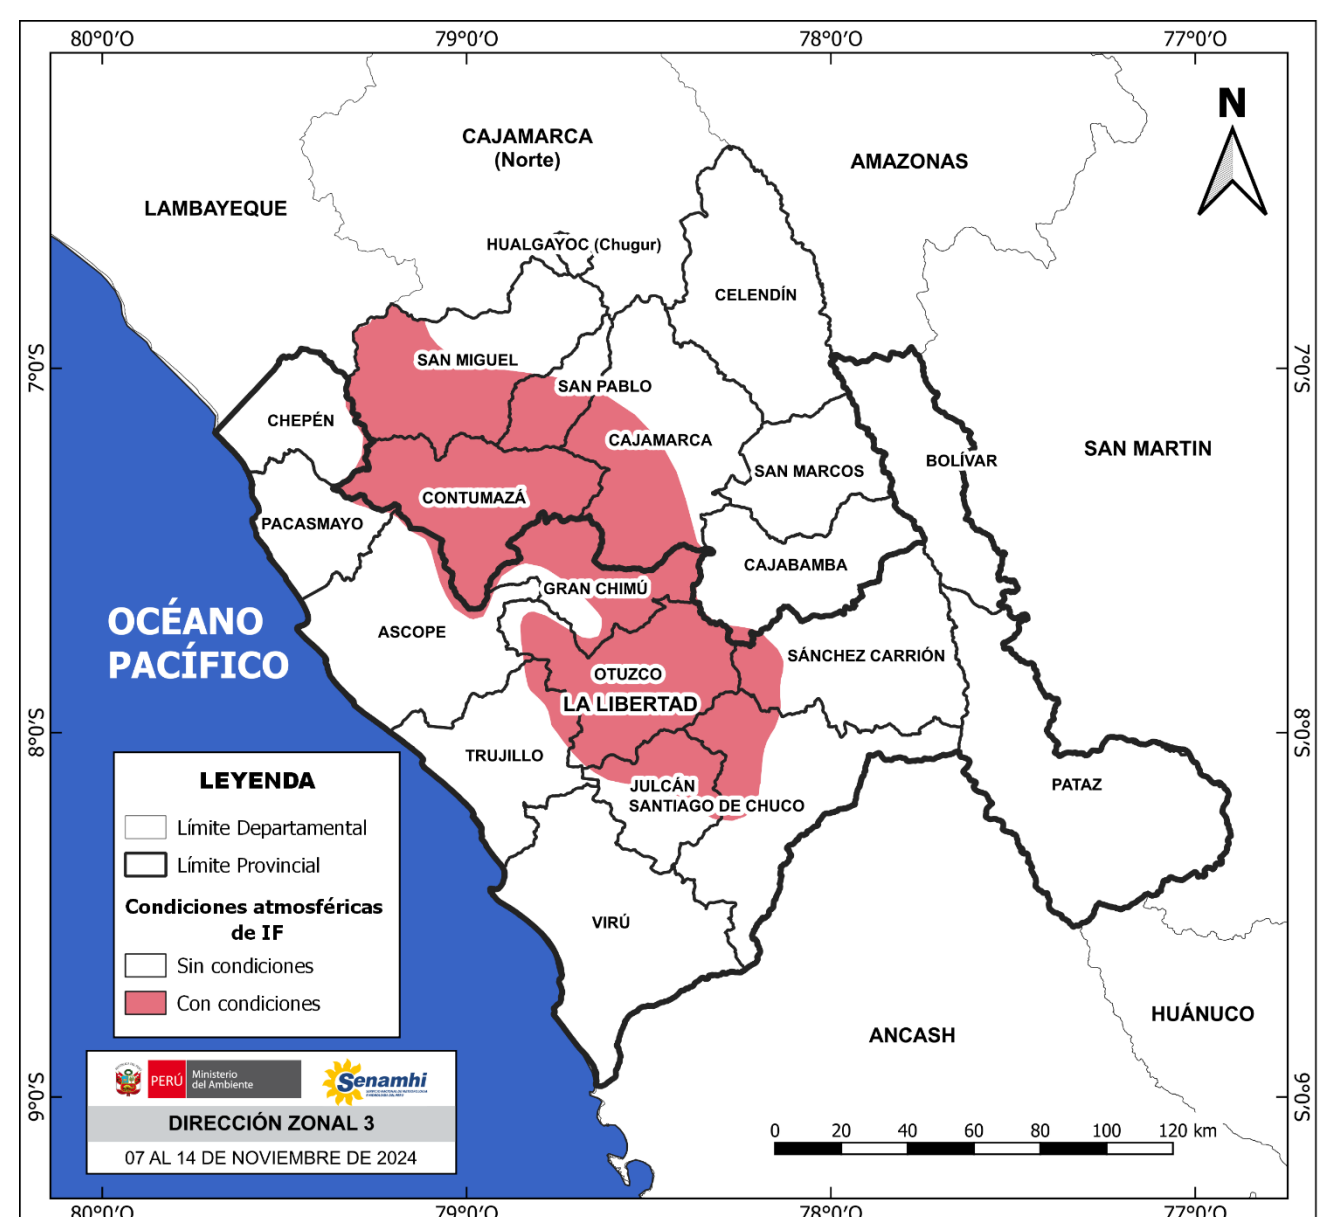 80°0'O 79°0'O 78°0'O 77°0'O
N
CAJAMARCA
(Norte)
AMAZONAS
LAMBAYEQUE
HUALGAYOC (Chugur)
CELENDÍN
7°0'S
7°0'S
SAN MIGUEL
SAN PABLO
CHEPÉN
CAJAMARCA
SAN MARTIN
BOLÍVAR
SAN MARCOS
CONTUMAZÁ
PACASMAYO
CAJABAMBA
GRAN CHIMÚ
OCÉANO
PACÍFICO
ASCOPE
SÁNCHEZ CARRIÓN
OTUZCO
LA LIBERTAD
8°0'S
8°0'S
TRUJILLO
JULCÁN
PATAZ
SANTIAGO DE CHUCO
LEYENDA
Límite Departamental
Límite Provincial
Condiciones atmosféricas
de IF
Sin condiciones
Con condiciones
VIRÚ
HUÁNUCO
ANCASH
PERÚ
Ministerio
del Ambiente
Senamhi
9°0'S
9°0'S
DIRECCIÓN ZONAL 3
07 AL 14 DE NOVIEMBRE DE 2024
0 20 40 60 80 100 120 km
80°0'O 79°0'O 78°0'O 77°0'O